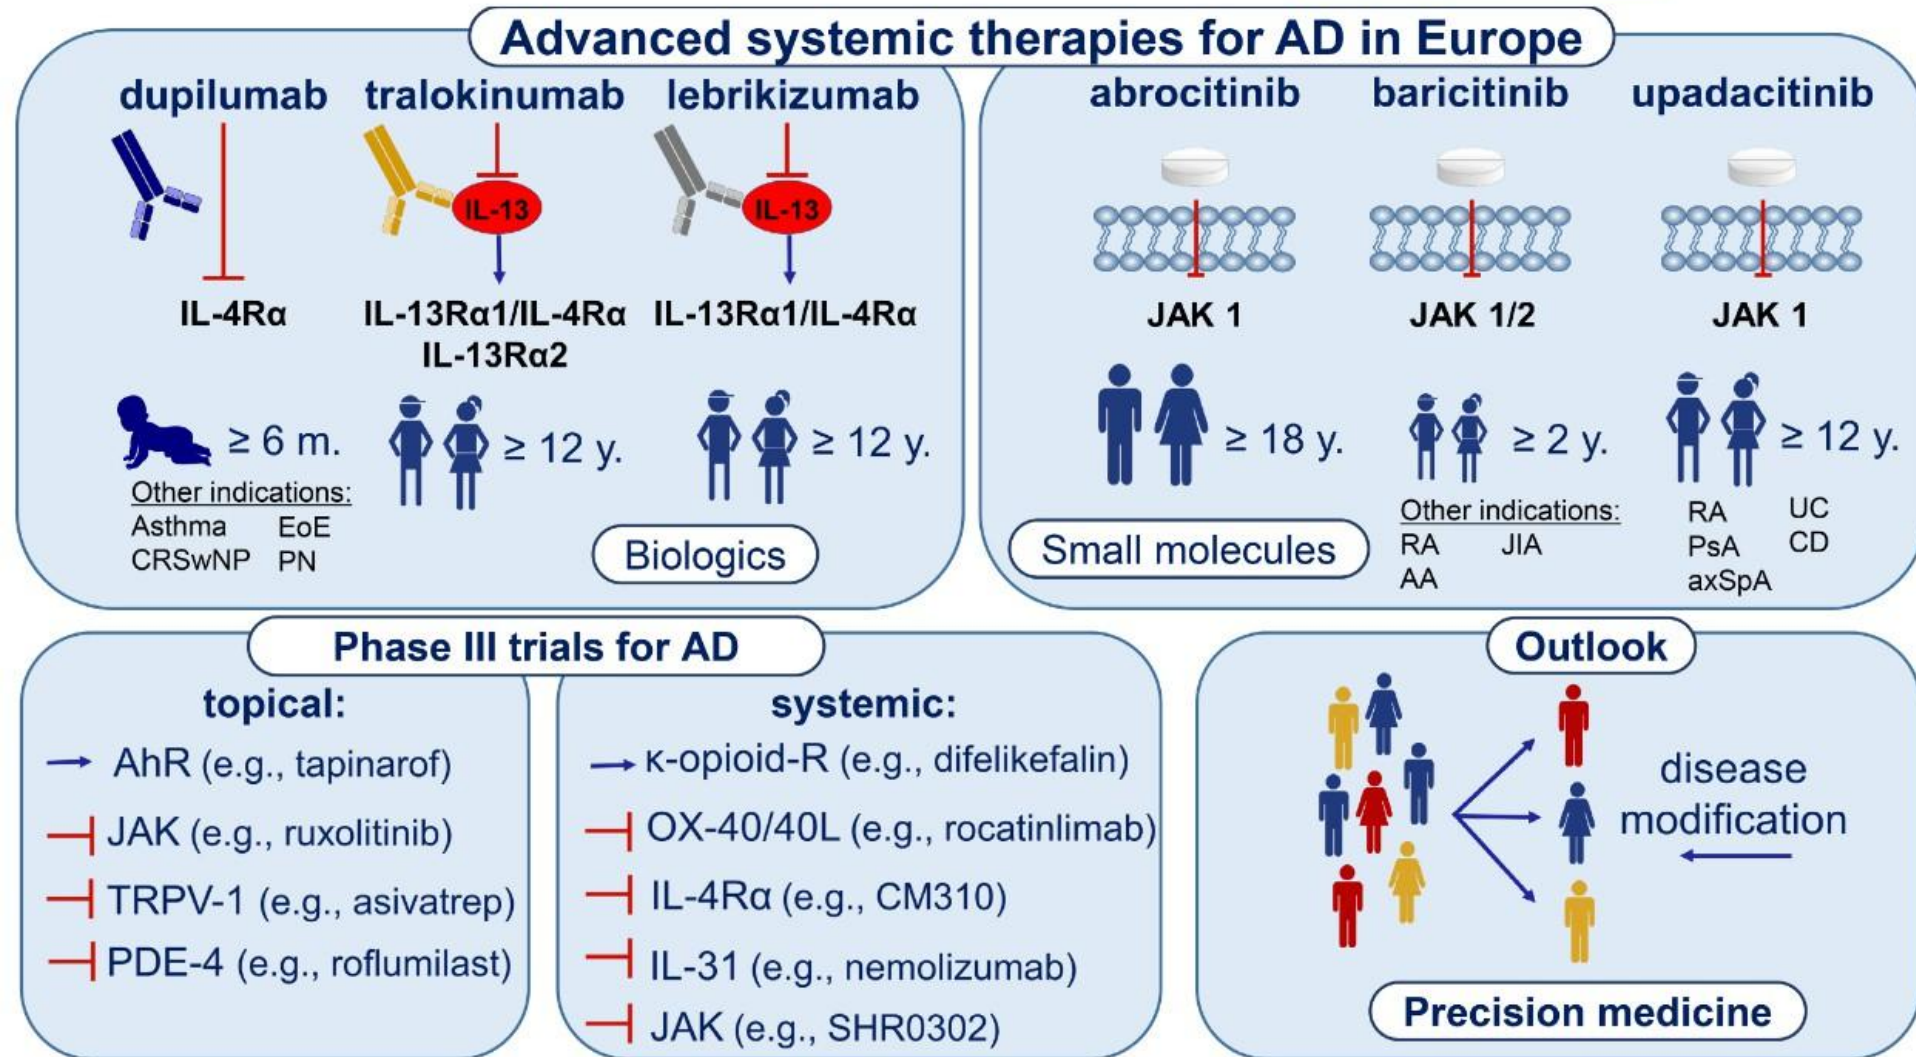 Advanced systemic therapies for AD in Europe
dupilumab
tralokinumab
lebrikizumab
IL-13
IL-13
IL-4Rα
IL-13Rα1/IL-4Rα
IL-13Rα2
IL-13Rα1/IL-4Rα
≥ 6 m.
≥ 12 y.
≥ 12 y.
Other indications:
Asthma EoE
CRSwNP PN
Biologics
abrocitinib
baricitinib
upadacitinib
JAK 1
JAK 1/2
JAK 1
≥ 18 y.
≥ 2 y.
≥ 12 y.
Small molecules
Other indications:
RA JIA
AA
RA UC
PsA CD
axSpA
Phase III trials for AD
topical:
AhR (e.g., tapinarof)
JAK (e.g., ruxolitinib)
TRPV-1 (e.g., asivatrep)
PDE-4 (e.g., roflumilast)
systemic:
κ-opioid-R (e.g., difelikefalin)
OX-40/40L (e.g., rocatinlimab)
IL-4Rα (e.g., CM310)
IL-31 (e.g., nemolizumab)
JAK (e.g., SHR0302)
Outlook
disease
modification
Precision medicine